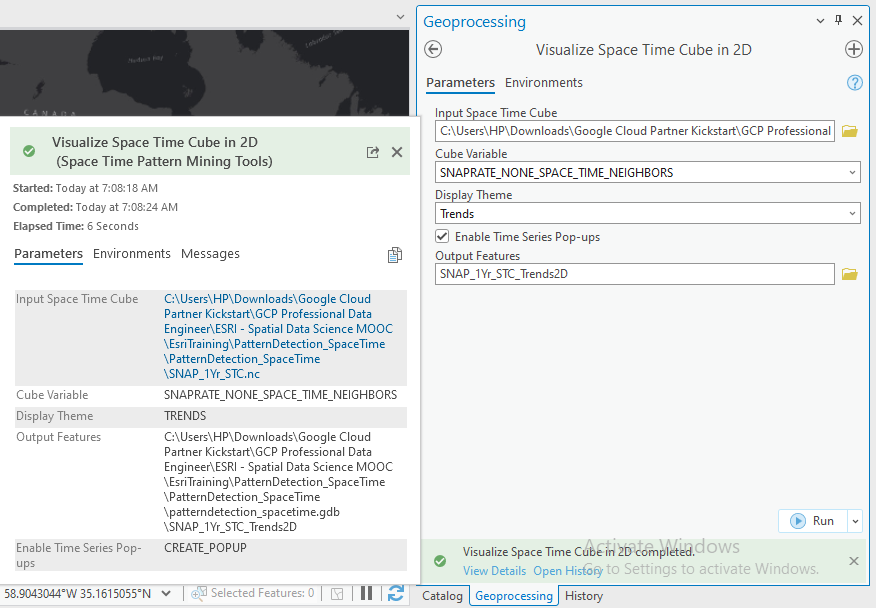 Geoprocessing
Visualize Space Time Cube in 2D
Parameters Environments
Input Space Time Cube
C:\Users\HP\Downloads\Google Cloud Partner Kickstart\GCP Professional
Cube Variable
SNAPRATE_NONE_SPACE_TIME_NEIGHBORS
Display Theme
Trends
Enable Time Series Pop-ups
Output Features
SNAP_1Yr_STC_Trends2D
Run
Activate Windows
Go to Settings to activate Windows.
Visualize Space Time Cube in 2D completed.
View Details Open History
Catalog Geoprocessing History
Hudson Bay
CANADA
Visualize Space Time Cube in 2D
(Space Time Pattern Mining Tools)
Started: Today at 7:08:18 AM
Completed: Today at 7:08:24 AM
Elapsed Time: 6 Seconds
Parameters Environments Messages
Input Space Time Cube
C:\Users\HP\Downloads\Google Cloud
Partner Kickstart\GCP Professional Data
Engineer\ESRI - Spatial Data Science MOOC
\EsriTraining\PatternDetection_SpaceTime
\PatternDetection_SpaceTime
\SNAP_1Yr_STC.nc
Cube Variable SNAPRATE_NONE_SPACE_TIME_NEIGHBORS
Display Theme TRENDS
Output Features
C:\Users\HP\Downloads\Google Cloud
Partner Kickstart\GCP Professional Data
Engineer\ESRI - Spatial Data Science MOOC
\EsriTraining\PatternDetection_SpaceTime
\PatternDetection_SpaceTime
\patterndetection_spacetime.gdb
\SNAP_1Yr_STC_Trends2D
Enable Time Series Pop- CREATE_POPUP
ups
58.9043044°W 35.1615055°N Selected Features: 0